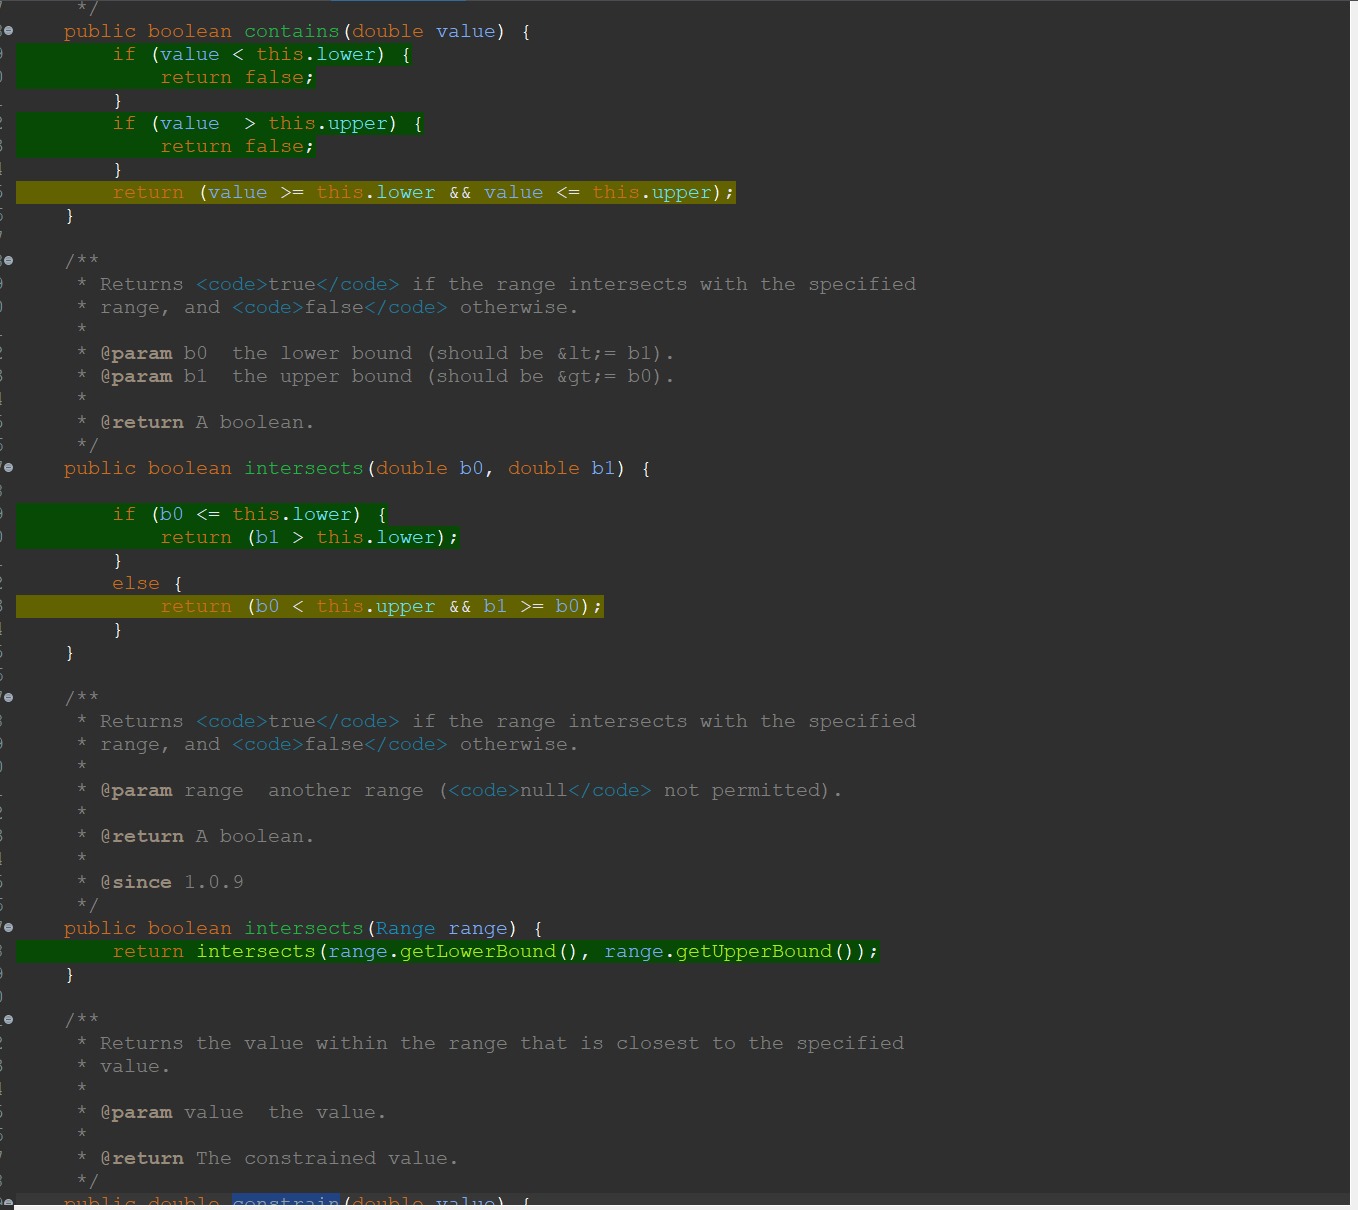 */
public boolean contains(double value) {
if (value < this.lower) {
return false;
}
if (value  > this.upper) {
return false;
}
return (value >= this.lower && value <= this.upper);
}
/**
* Returns <code>true</code> if the range intersects with the specified
* range, and <code>false</code> otherwise.
*
* @param b0  the lower bound (should be &lt;= b1).
* @param b1  the upper bound (should be &gt;= b0).
*
* @return A boolean.
*/
public boolean intersects(double b0, double b1) {
if (b0 <= this.lower) {
return (b1 > this.lower);
}
else {
return (b0 < this.upper && b1 >= b0);
}
}
/**
* Returns <code>true</code> if the range intersects with the specified
* range, and <code>false</code> otherwise.
*
* @param range  another range (<code>null</code> not permitted).
*
* @return A boolean.
*
* @since 1.0.9
*/
public boolean intersects(Range range) {
return intersects(range.getLowerBound(), range.getUpperBound());
}
/**
* Returns the value within the range that is closest to the specified
* value.
*
* @param value  the value.
*
* @return The constrained value.
*/
public double constrain(double value) {